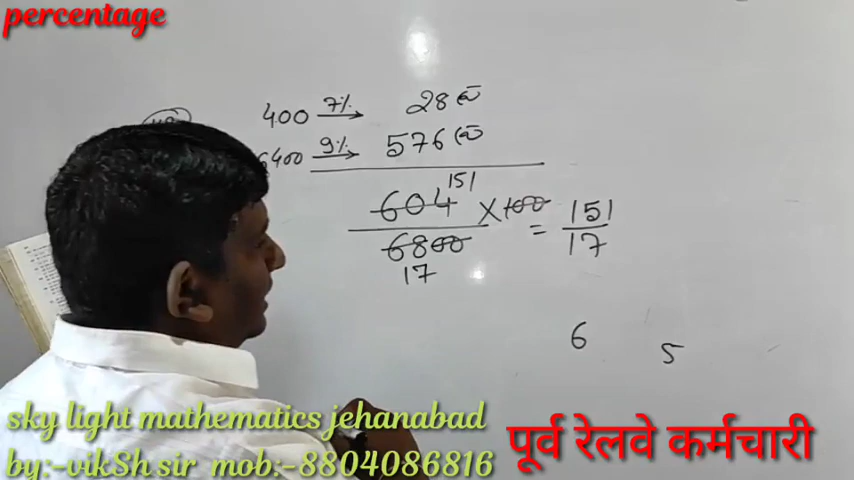 percentage
400 7% → 28
6400 9% → 576
151
604 × 100 = 151
6800 17
17
6 5
sky light mathematics jehanabad
by:-vikSh sir mob:-8804086816
पूर्व रेलवे कर्मचारी